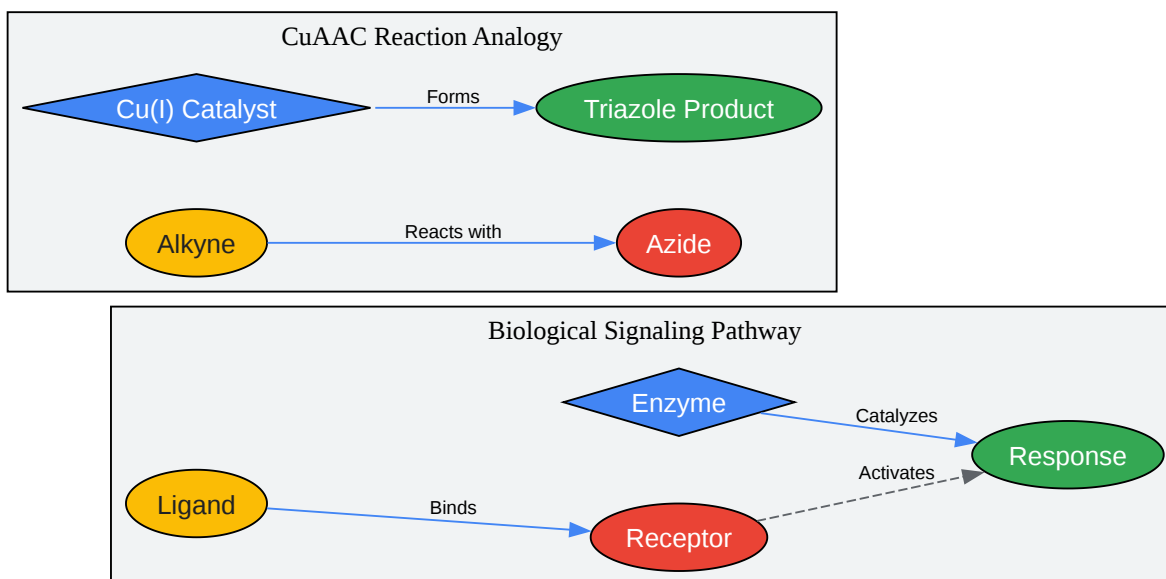 CuAAC Reaction Analogy
Cu(I) Catalyst
Forms
Triazole Product
Alkyne
Reacts with
Azide
Biological Signaling Pathway
Enzyme
Catalyzes
Response
Activates
Ligand
Binds
Receptor